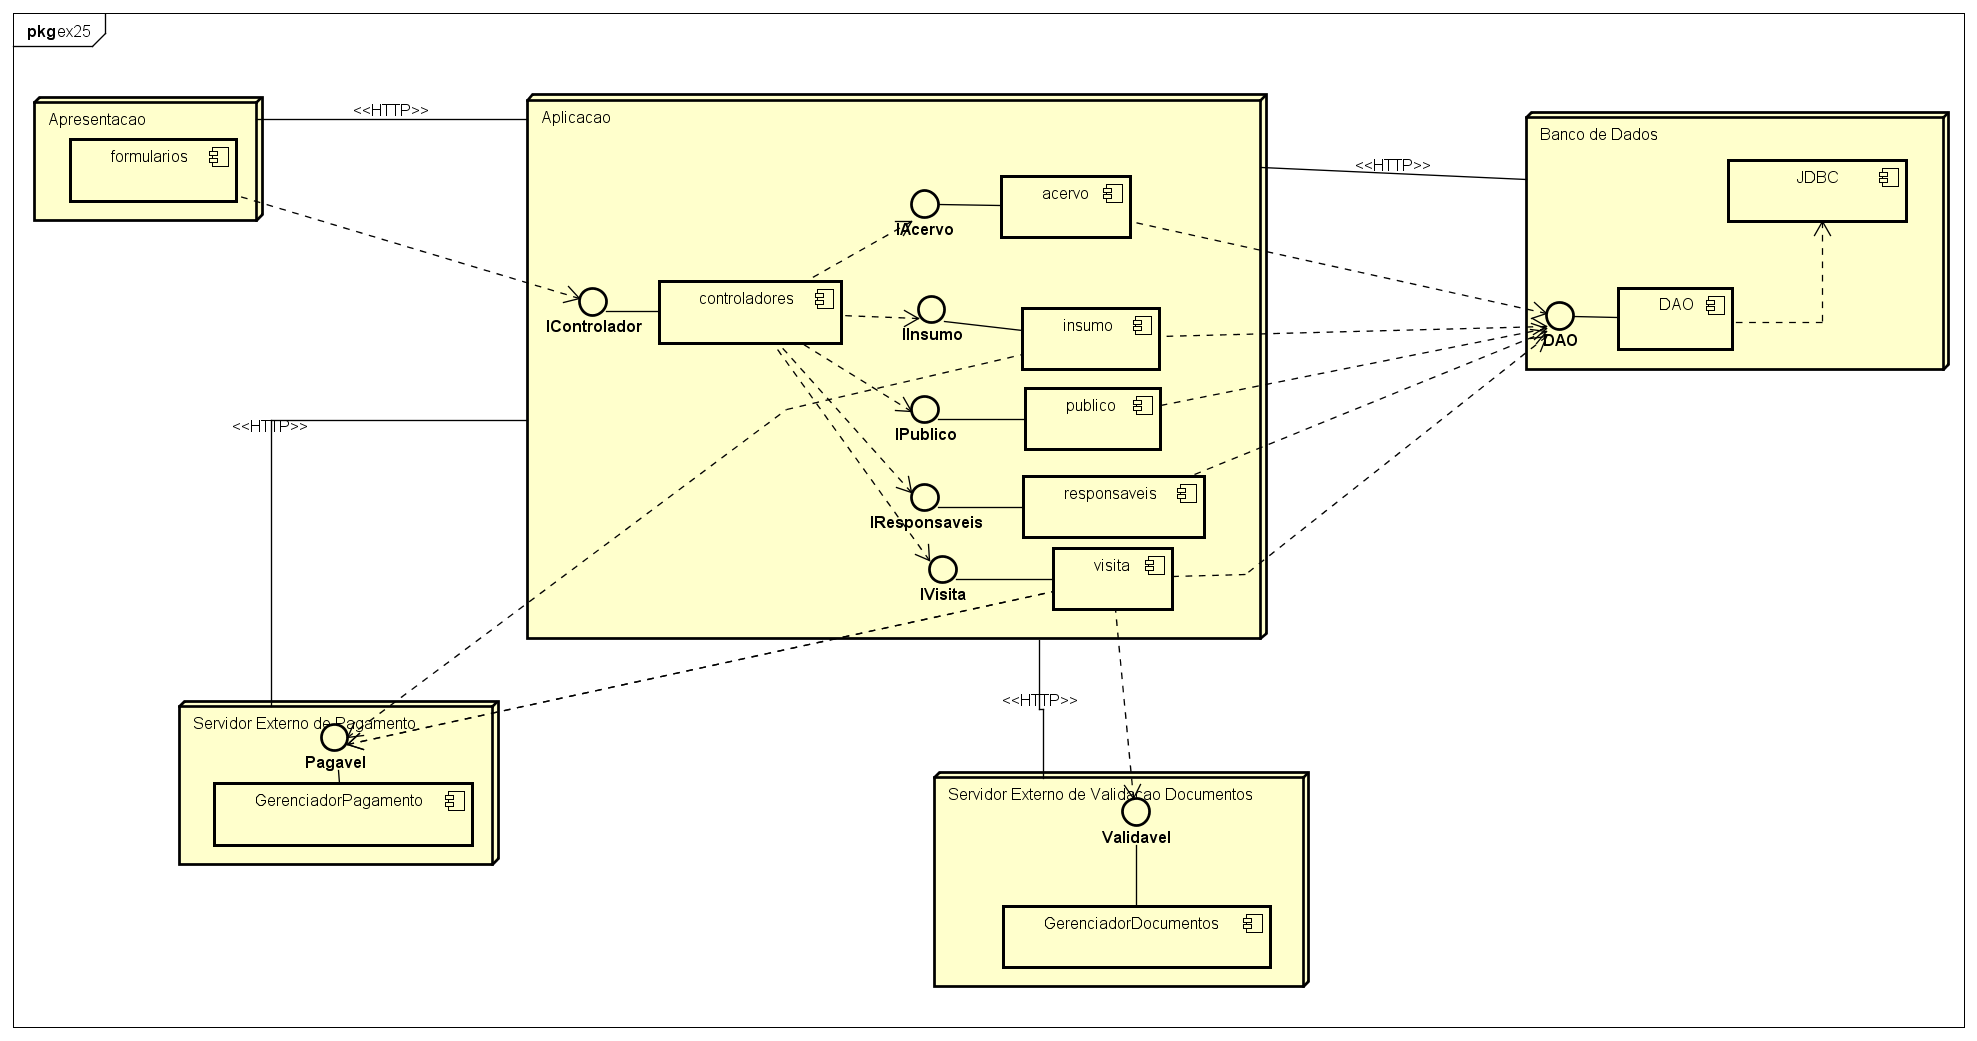 pkg ex25
Apresentacao
formularios
<<HTTP>>
Aplicacao
IAcervo
acervo
IControlador
controladores
IInsumo
insumo
IPublico
publico
IResponsaveis
responsaveis
IVisita
visita
<<HTTP>>
Banco de Dados
JDBC
DAO
DAO
<<HTTP>>
Servidor Externo de Pagamento
Pagavel
GerenciadorPagamento
<<HTTP>>
Servidor Externo de Validacao Documentos
Validavel
GerenciadorDocumentos